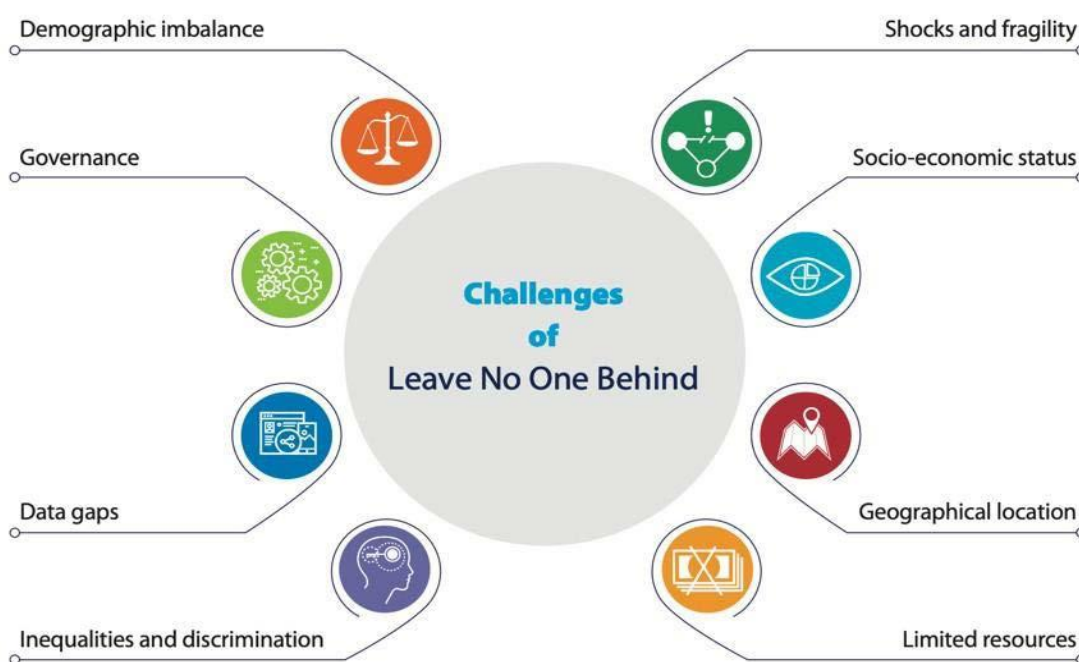 Demographic imbalance
Shocks and fragility
Governance
Socio-economic status
Challenges
of
Leave No One Behind
Data gaps
Geographical location
Inequalities and discrimination
Limited resources